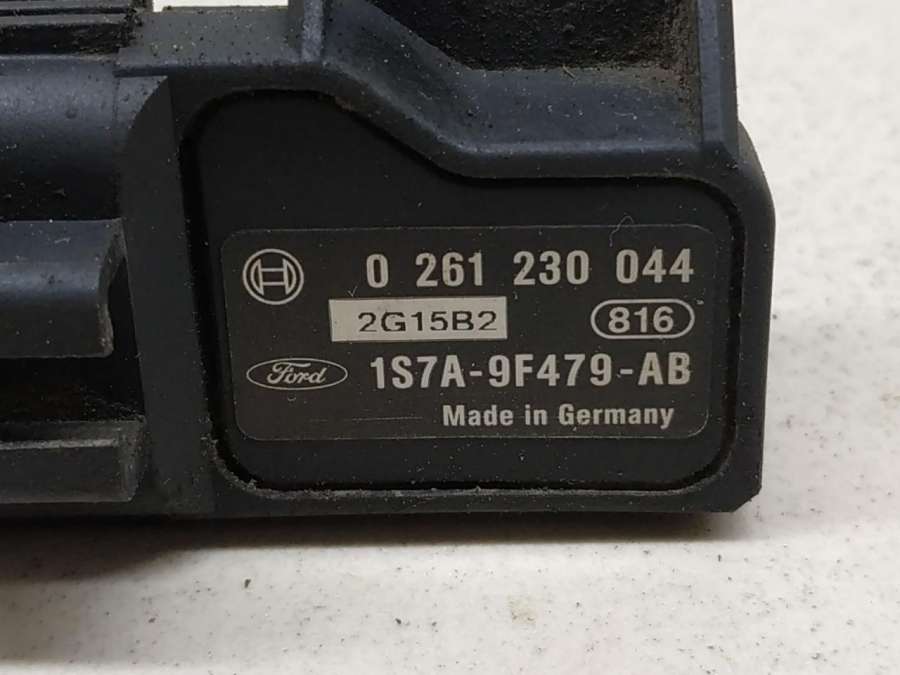 0 261 230 044
2G15B2 816
Ford 1S7A-9F479-AB
Made in Germany